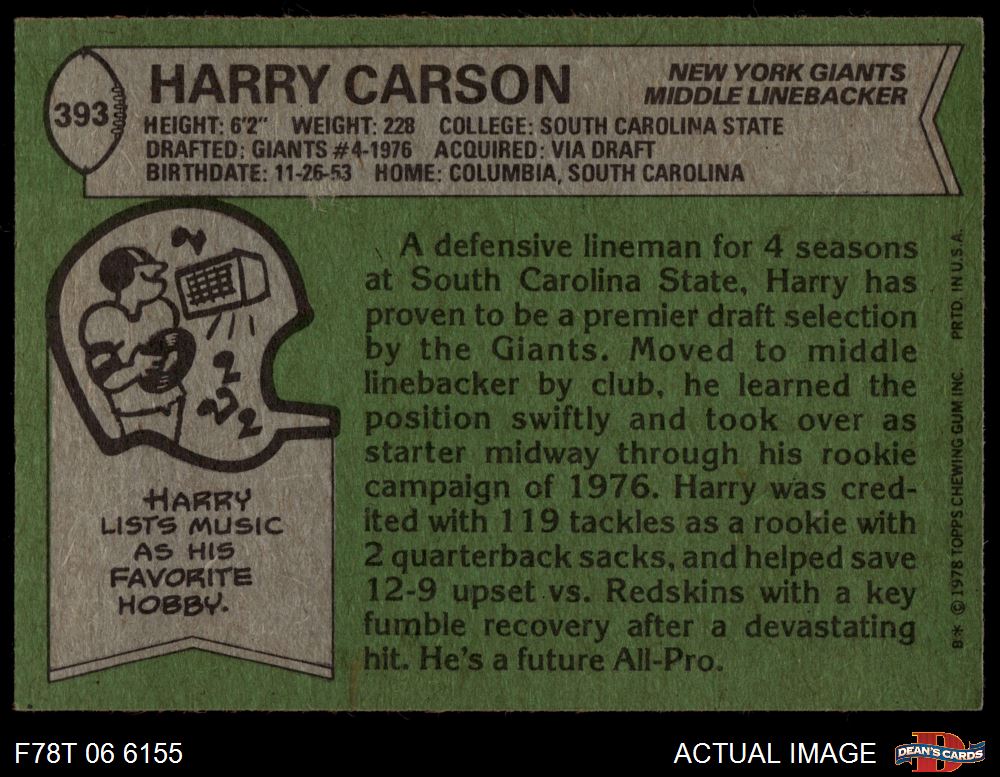 393
HARRY CARSON
NEW YORK GIANTS
MIDDLE LINEBACKER
HEIGHT: 6'2" WEIGHT: 228 COLLEGE: SOUTH CAROLINA STATE
DRAFTED: GIANTS #4-1976 ACQUIRED: VIA DRAFT
BIRTHDATE: 11-26-53 HOME: COLUMBIA, SOUTH CAROLINA
A defensive lineman for 4 seasons
at South Carolina State, Harry has
proven to be a premier draft selection
by the Giants. Moved to middle
linebacker by club, he learned the
position swiftly and took over as
starter midway through his rookie
campaign of 1976. Harry was cred-
ited with 119 tackles as a rookie with
2 quarterback sacks, and helped save
12-9 upset vs. Redskins with a key
fumble recovery after a devastating
hit. He's a future All-Pro.
HARRY
LISTS MUSIC
AS HIS
FAVORITE
HOBBY.
B* © 1978 TOPPS CHEWING GUM INC. PRTD. IN U.S.A.
F78T 06 6155
ACTUAL IMAGE
D
DEAN'S CARDS